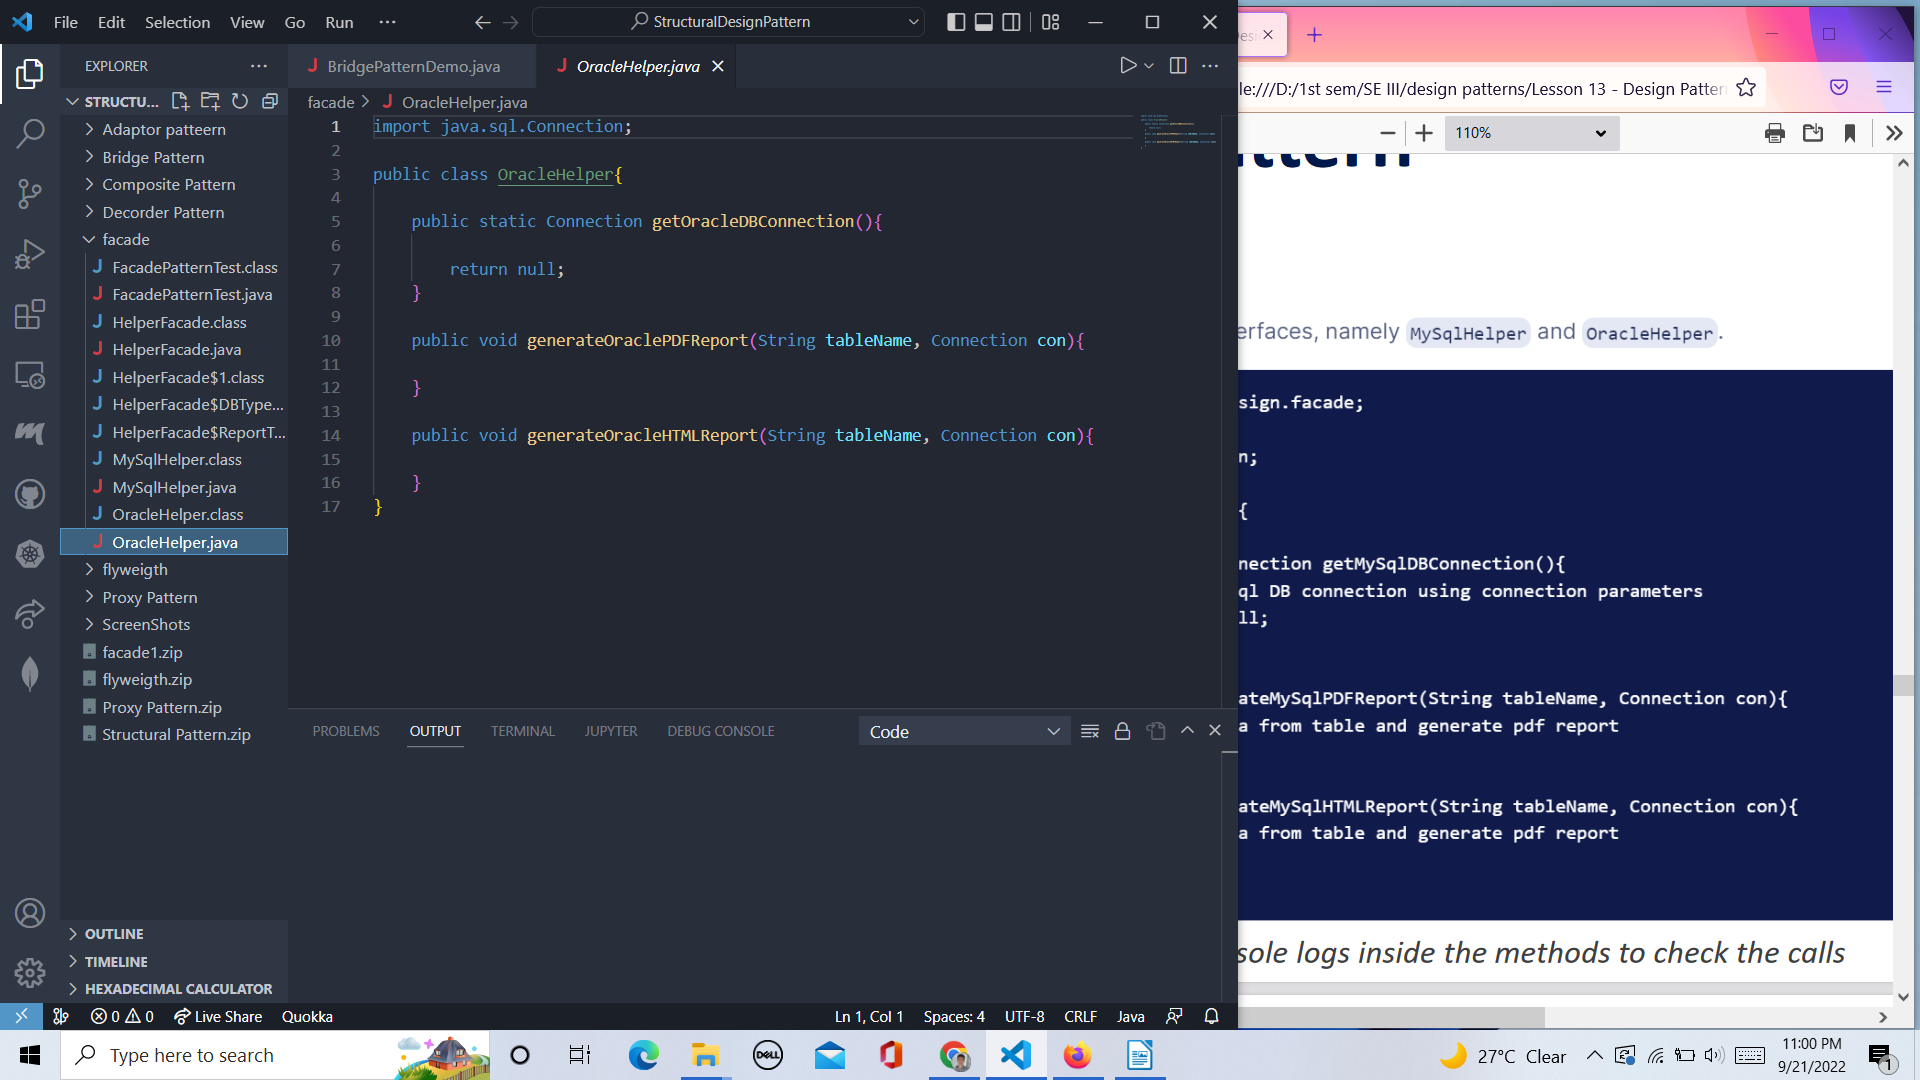 File Edit Selection View Go Run ···
StructuralDesignPattern
EXPLORER
STRUCTU...
Adaptor patteern
Bridge Pattern
Composite Pattern
Decorder Pattern
facade
FacadePatternTest.class
FacadePatternTest.java
HelperFacade.class
HelperFacade.java
HelperFacade$1.class
HelperFacade$DBType...
HelperFacade$ReportT...
MySqlHelper.class
MySqlHelper.java
OracleHelper.class
OracleHelper.java
flyweigth
Proxy Pattern
ScreenShots
facade1.zip
flyweigth.zip
Proxy Pattern.zip
Structural Pattern.zip
OUTLINE
TIMELINE
HEXADECIMAL CALCULATOR
BridgePatternDemo.java
OracleHelper.java
facade > OracleHelper.java
1 import java.sql.Connection;
2
3 public class OracleHelper{
4
5 public static Connection getOracleDBConnection(){
6
7 return null;
8 }
9
10 public void generateOraclePDFReport(String tableName, Connection con){
11
12 }
13
14 public void generateOracleHTMLReport(String tableName, Connection con){
15
16 }
17 }
PROBLEMS OUTPUT TERMINAL JUPYTER DEBUG CONSOLE
Code
0 0 Live Share Quokka
Ln 1, Col 1 Spaces: 4 UTF-8 CRLF Java
le:///D:/1st sem/SE III/design patterns/Lesson 13 - Design Patter
110%
attern
erfaces, namely MySqlHelper and OracleHelper.
sign.facade;
n;
{
nection getMySqlDBConnection(){
ql DB connection using connection parameters
ll;
ateMySqlPDFReport(String tableName, Connection con){
a from table and generate pdf report
ateMySqlHTMLReport(String tableName, Connection con){
a from table and generate pdf report
sole logs inside the methods to check the calls
Type here to search
DELL
27°C Clear
11:00 PM
9/21/2022
1